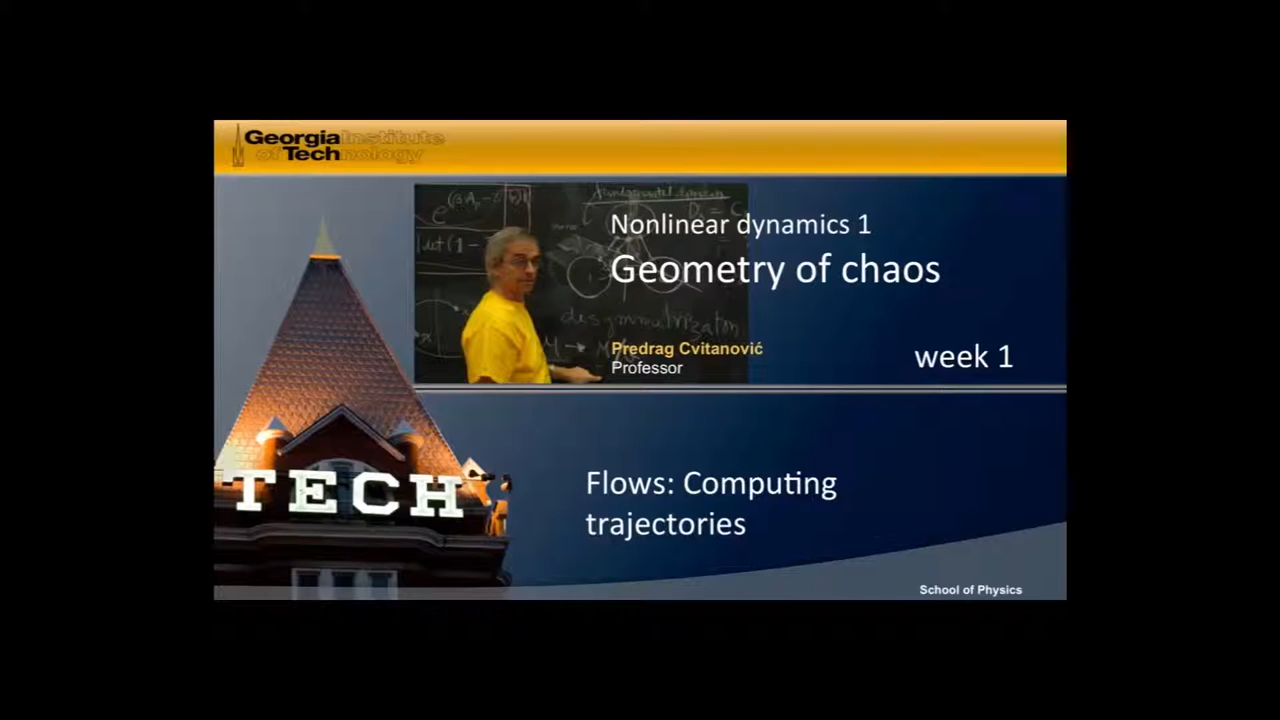 Georgia Institute
of Technology
Nonlinear dynamics 1
Geometry of chaos
Predrag Cvitanović
Professor
week 1
desymmetrization
TECH
Flows: Computing
trajectories
School of Physics